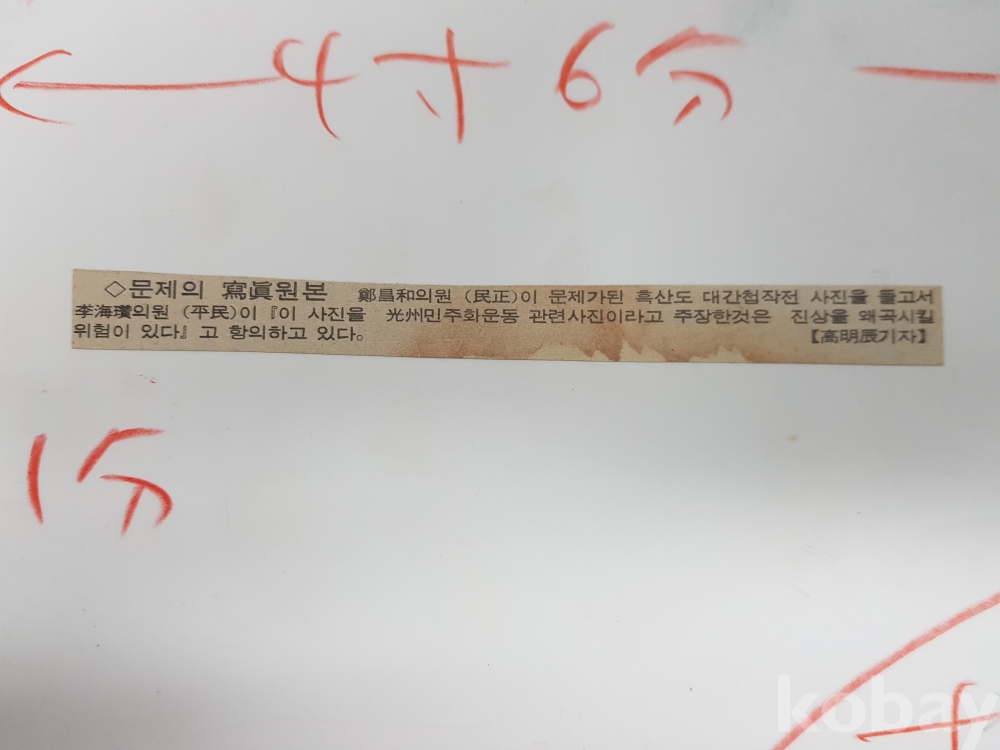 4寸 6分
◇문제의 寫眞원본 鄭昌和의원 (民正)이 문제가된 흑산도 대간첩작전 사진을 들고서
李海瓚의원 (平民)이 『이 사진을 光州민주화운동 관련사진이라고 주장한것은 진상을 왜곡시킬
위험이 있다』고 항의하고 있다。 【高明辰기자】
1分
kobay